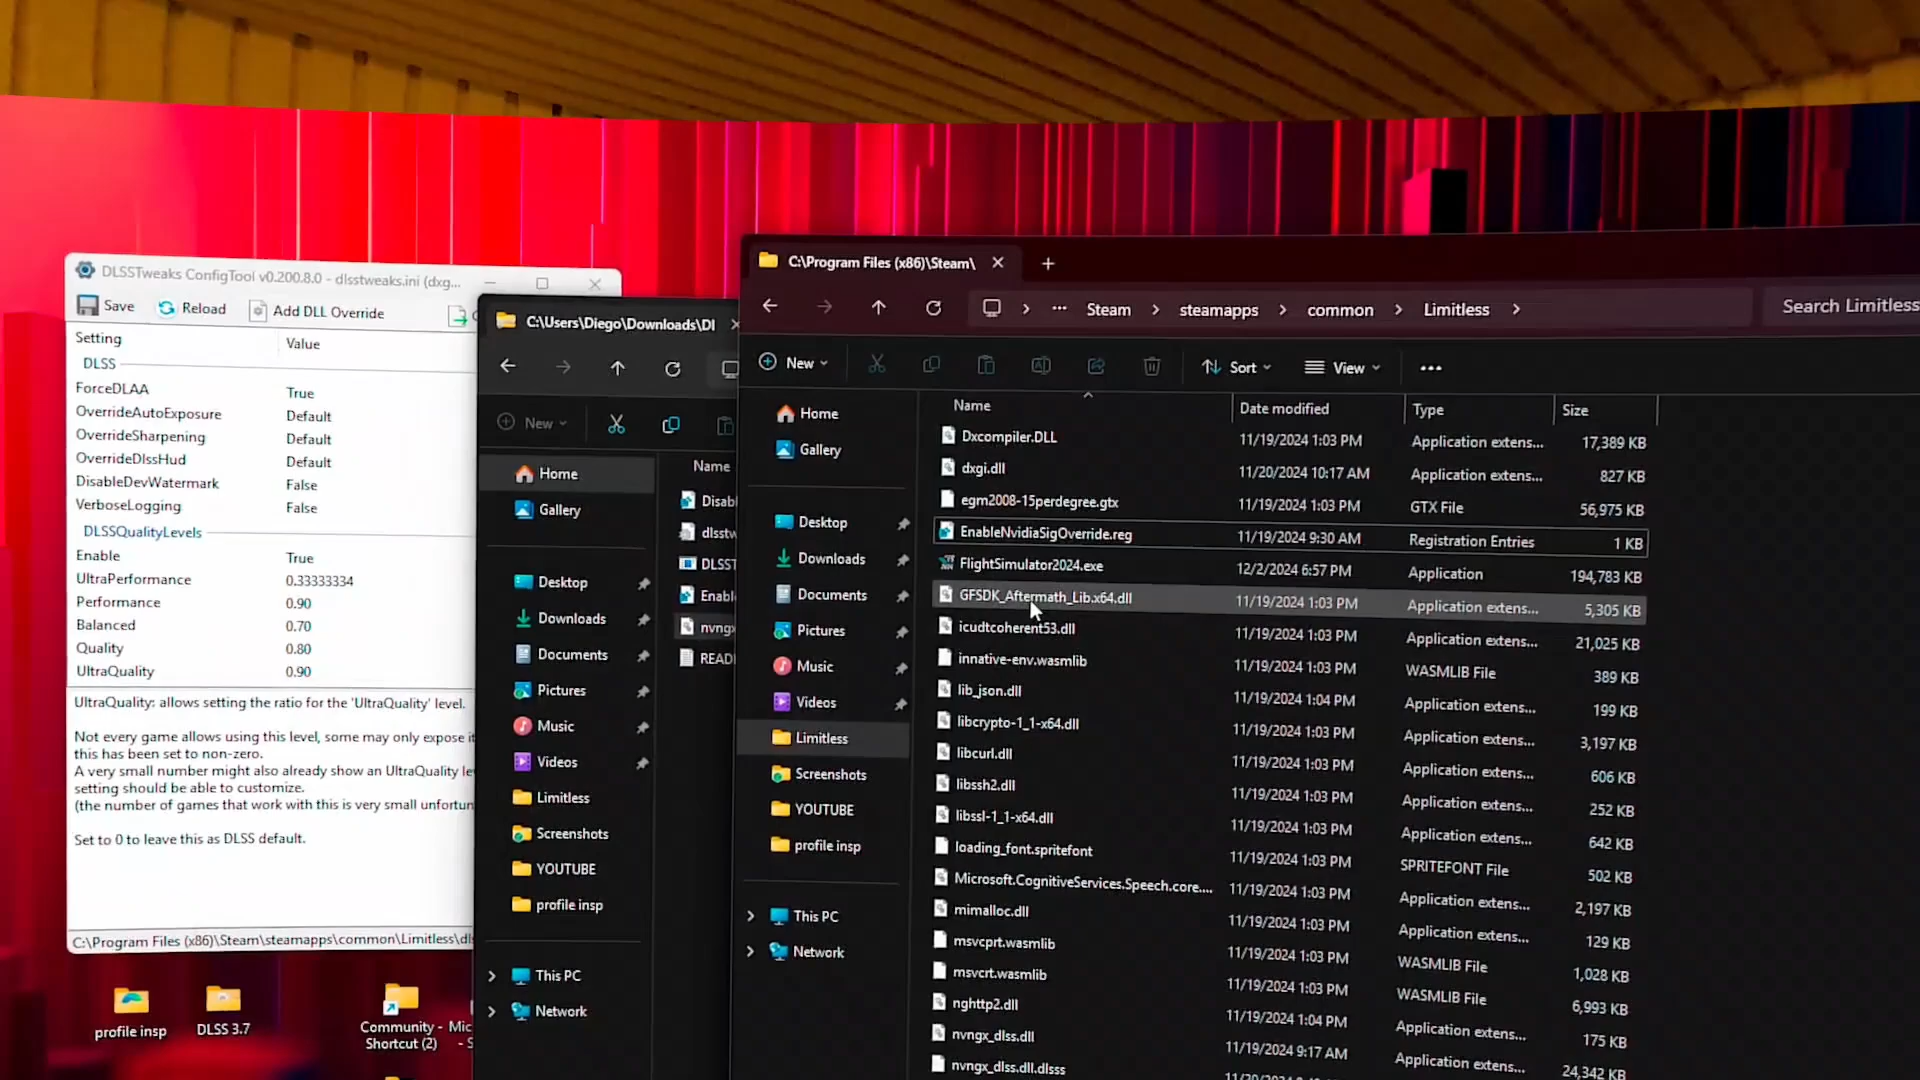 DLSSTweaks ConfigTool v0.200.8.0 - dlsstweaks.ini (dxg...
Save
Reload
Add DLL Override
Setting
Value
DLSS
ForceDLAA
True
OverrideAutoExposure
Default
OverrideSharpening
Default
OverrideDlssHud
Default
DisableDevWatermark
False
VerboseLogging
False
DLSSQualityLevels
Enable
True
UltraPerformance
0.33333334
Performance
0.90
Balanced
0.70
Quality
0.80
UltraQuality
0.90
UltraQuality: allows setting the ratio for the 'UltraQuality' level.
Not every game allows using this level, some may only expose it
this has been set to non-zero.
A very small number might also already show an UltraQuality le
setting should be able to customize.
(the number of games that work with this is very small unfortun
Set to 0 to leave this as DLSS default.
C:\Program Files (x86)\Steam\steamapps\common\Limitless\dls
profile insp
DLSS 3.7
Community -
Shortcut (2)
Mic
- S
C:\Users\Diego\Downloads\Dl
New
Name
Home
Gallery
Desktop
Downloads
Documents
Pictures
Music
Videos
Limitless
Screenshots
YOUTUBE
profile insp
This PC
Network
Disab
dlsstw
DLSST
Enabl
nvngx
READ
C:\Program Files (x86)\Steam\
Steam > steamapps > common > Limitless >
Search Limitless
New
Sort
View
Home
Gallery
Desktop
Downloads
Documents
Pictures
Music
Videos
Limitless
Screenshots
YOUTUBE
profile insp
This PC
Network
Name Date modified Type Size
Dxcompiler.DLL 11/19/2024 1:03 PM Application extens... 17,389 KB
dxgi.dll 11/20/2024 10:17 AM Application extens... 827 KB
egm2008-15perdegree.gtx 11/19/2024 1:03 PM GTX File 56,975 KB
EnableNvidiaSigOverride.reg 11/19/2024 9:30 AM Registration Entries 1 KB
FlightSimulator2024.exe 12/2/2024 6:57 PM Application 194,783 KB
GFSDK_Aftermath_Lib.x64.dll 11/19/2024 1:03 PM Application extens... 5,305 KB
icudtcoherent53.dll 11/19/2024 1:03 PM Application extens... 21,025 KB
innative-env.wasmlib 11/19/2024 1:03 PM WASMLIB File 389 KB
lib_json.dll 11/19/2024 1:04 PM Application extens... 199 KB
libcrypto-1_1-x64.dll 11/19/2024 1:03 PM Application extens... 3,197 KB
libcurl.dll 11/19/2024 1:03 PM Application extens... 606 KB
libssh2.dll 11/19/2024 1:03 PM Application extens... 252 KB
libssl-1_1-x64.dll 11/19/2024 1:03 PM Application extens... 642 KB
loading_font.spritefont 11/19/2024 1:03 PM SPRITEFONT File 502 KB
Microsoft.CognitiveServices.Speech.core.... 11/19/2024 1:03 PM Application extens... 2,197 KB
mimalloc.dll 11/19/2024 1:03 PM Application extens... 129 KB
msvcprt.wasmlib 11/19/2024 1:03 PM WASMLIB File 1,028 KB
msvcrt.wasmlib 11/19/2024 1:03 PM WASMLIB File 6,993 KB
nghttp2.dll 11/19/2024 1:04 PM Application extens... 175 KB
nvngx_dlss.dll 11/19/2024 9:17 AM Application extens... 24,342 KB
nvngx_dlss.dll.dlsss